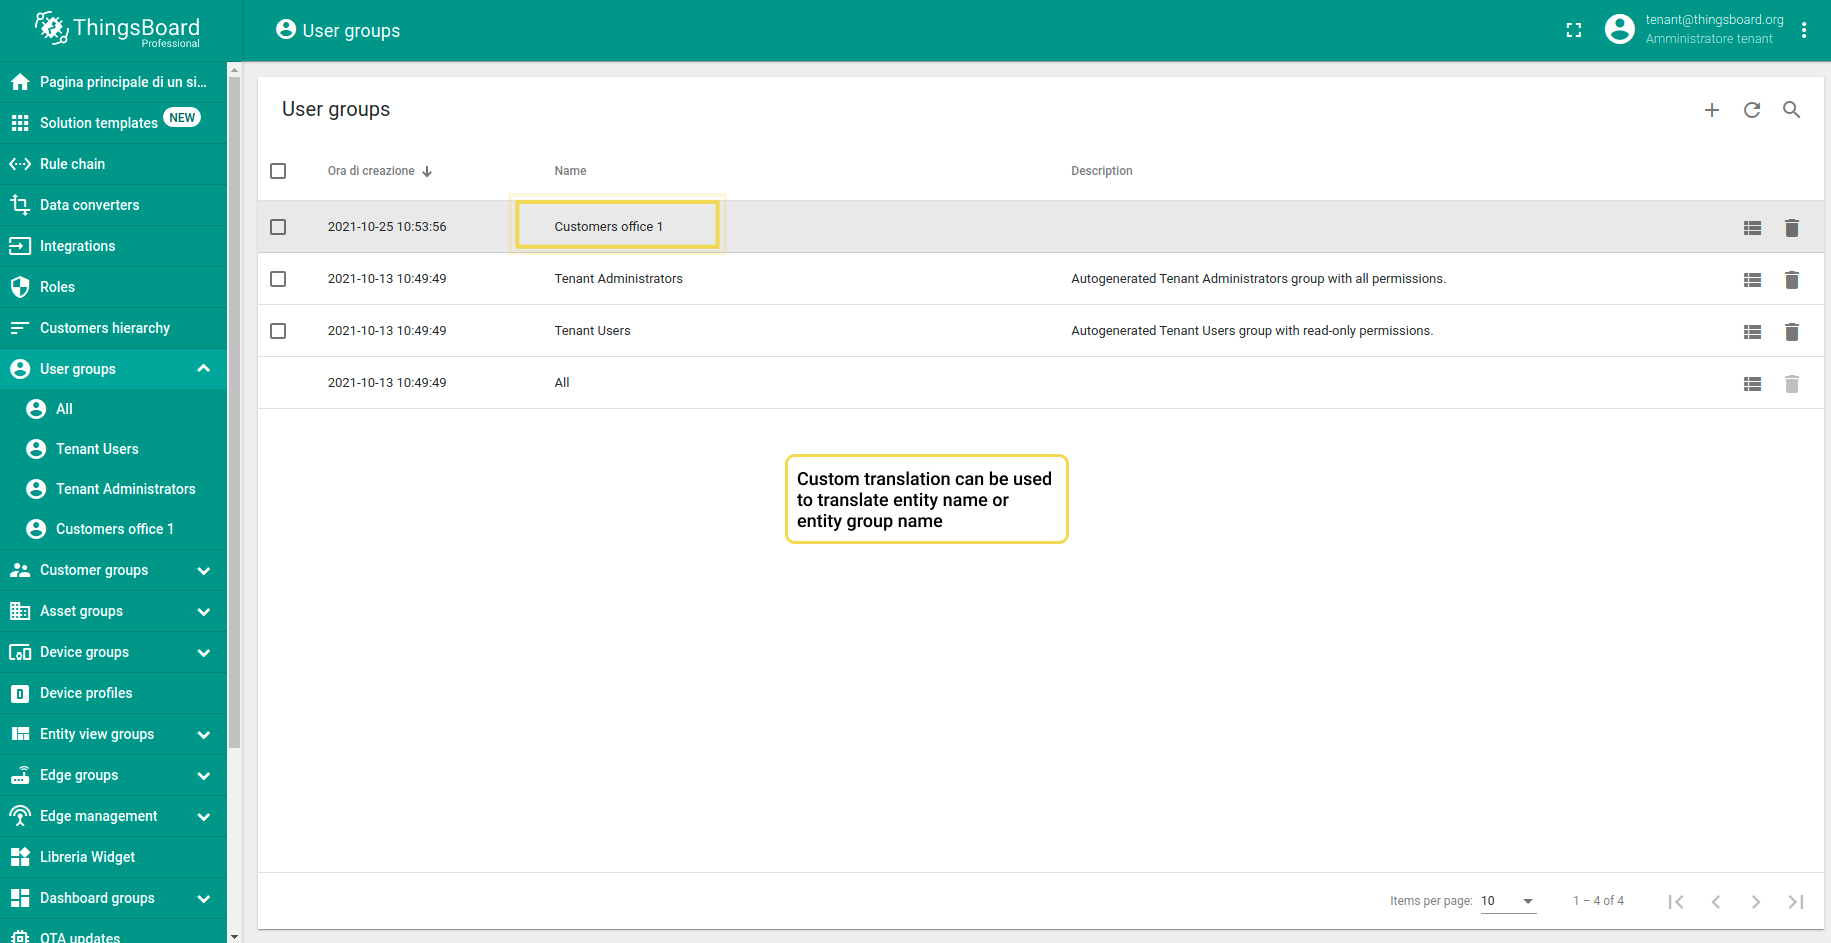 ThingsBoard
Professional
User groups
tenant@thingsboard.org
Amministratore tenant
Pagina principale di un si...
Solution templates NEW
Rule chain
Data converters
Integrations
Roles
Customers hierarchy
User groups
All
Tenant Users
Tenant Administrators
Customers office 1
Customer groups
Asset groups
Device groups
Device profiles
Entity view groups
Edge groups
Edge management
Libreria Widget
Dashboard groups
OTA updates
User groups
Ora di creazione Name Description
2021-10-25 10:53:56 Customers office 1
2021-10-13 10:49:49 Tenant Administrators Autogenerated Tenant Administrators group with all permissions.
2021-10-13 10:49:49 Tenant Users Autogenerated Tenant Users group with read-only permissions.
2021-10-13 10:49:49 All
Custom translation can be used
to translate entity name or
entity group name
Items per page: 10 1 – 4 of 4